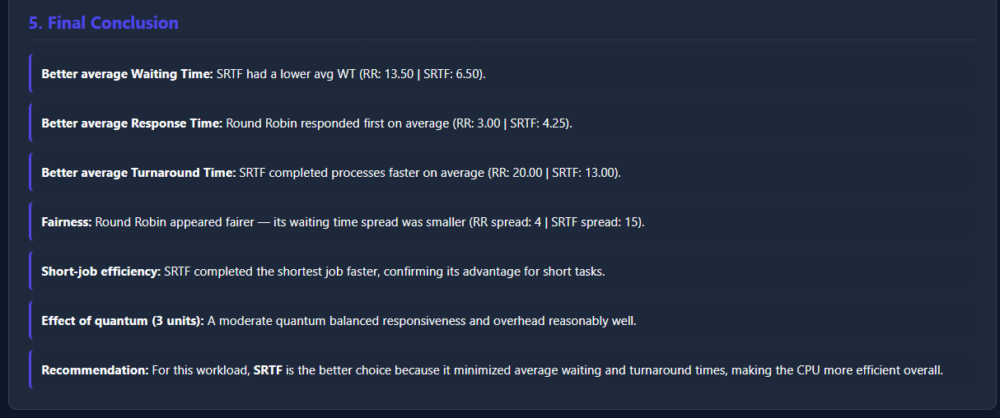 5. Final Conclusion
Better average Waiting Time: SRTF had a lower avg WT (RR: 13.50 | SRTF: 6.50).
Better average Response Time: Round Robin responded first on average (RR: 3.00 | SRTF: 4.25).
Better average Turnaround Time: SRTF completed processes faster on average (RR: 20.00 | SRTF: 13.00).
Fairness: Round Robin appeared fairer — its waiting time spread was smaller (RR spread: 4 | SRTF spread: 15).
Short-job efficiency: SRTF completed the shortest job faster, confirming its advantage for short tasks.
Effect of quantum (3 units): A moderate quantum balanced responsiveness and overhead reasonably well.
Recommendation: For this workload, SRTF is the better choice because it minimized average waiting and turnaround times, making the CPU more efficient overall.